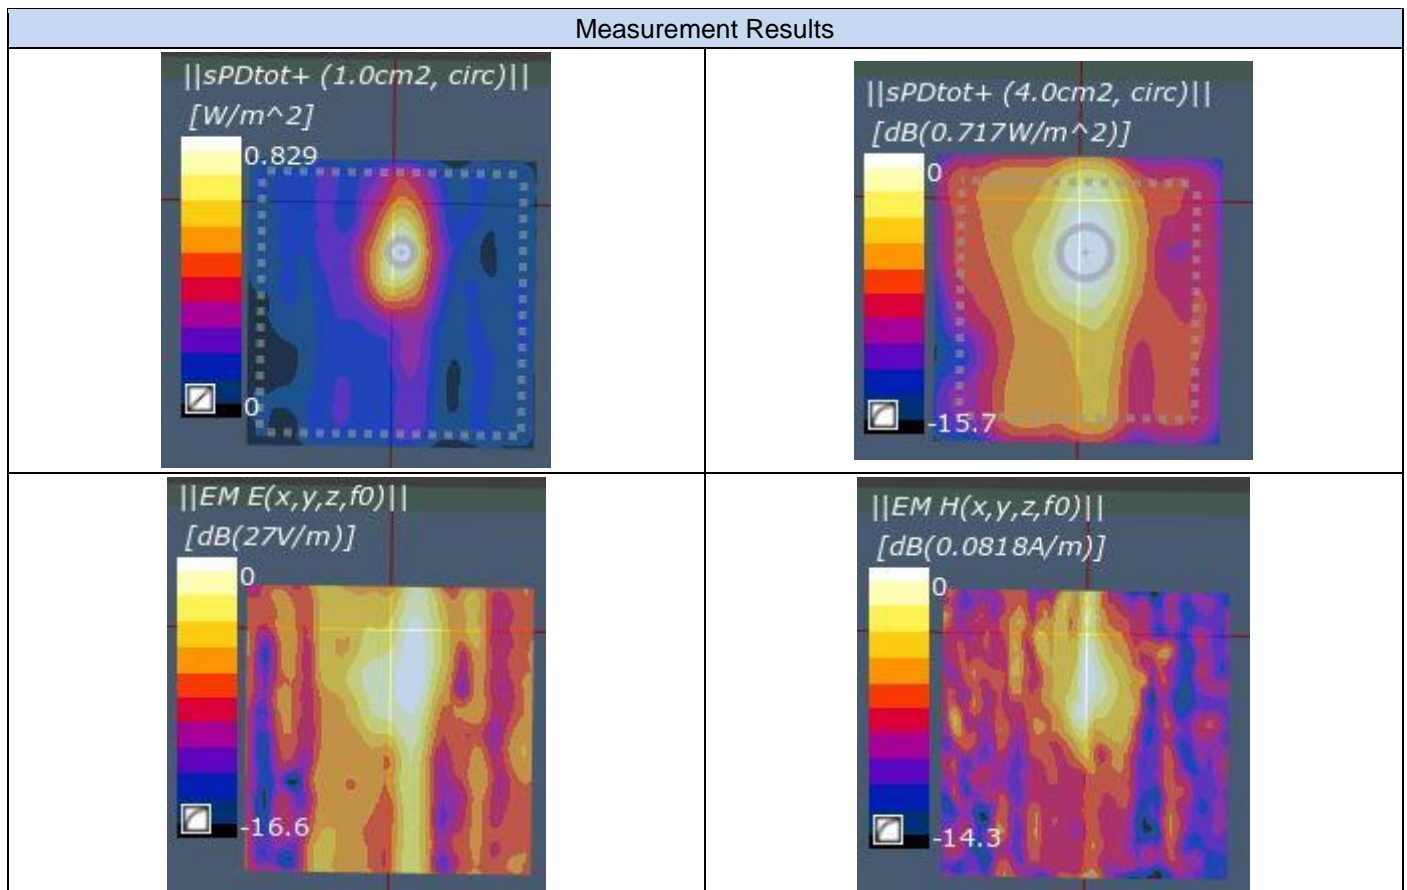 Measurement Results
||sPDtot+ (1.0cm2, circ)||
[W/m^2]
0.829
0
||sPDtot+ (4.0cm2, circ)||
[dB(0.717W/m^2)]
0
-15.7
||EM E(x,y,z,f0)||
[dB(27V/m)]
0
-16.6
||EM H(x,y,z,f0)||
[dB(0.0818A/m)]
0
-14.3